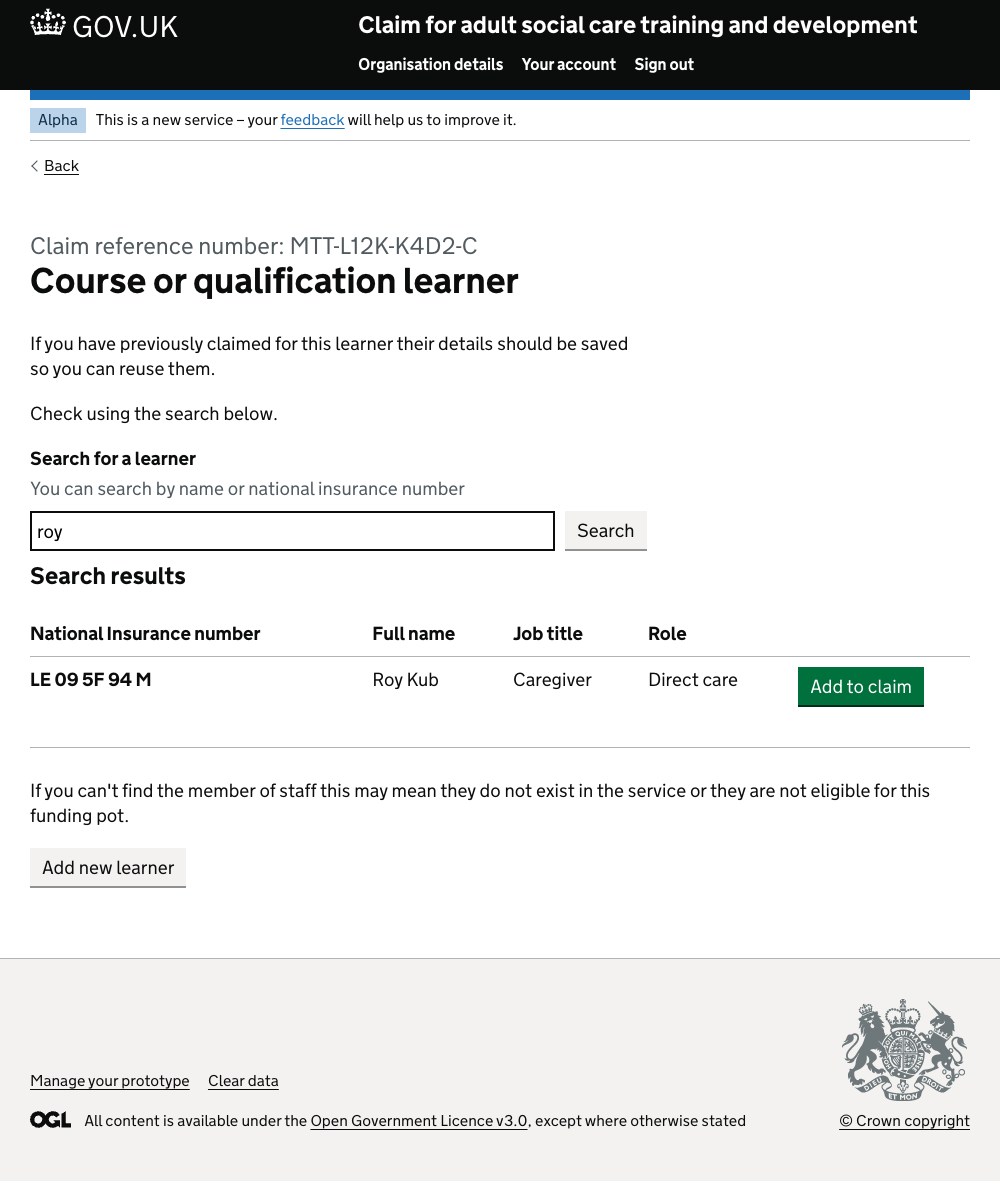 GOV.UK
Claim for adult social care training and development
Organisation details Your account Sign out
Alpha This is a new service – your feedback will help us to improve it.
Back
Claim reference number: MTT-L12K-K4D2-C
Course or qualification learner
If you have previously claimed for this learner their details should be saved
so you can reuse them.
Check using the search below.
Search for a learner
You can search by name or national insurance number
roy Search
Search results
National Insurance number Full name Job title Role
LE 09 5F 94 M Roy Kub Caregiver Direct care Add to claim
If you can't find the member of staff this may mean they do not exist in the service or they are not eligible for this
funding pot.
Add new learner
DIEU ET MON DROIT
Manage your prototype Clear data
OGL All content is available under the Open Government Licence v3.0, except where otherwise stated
© Crown copyright